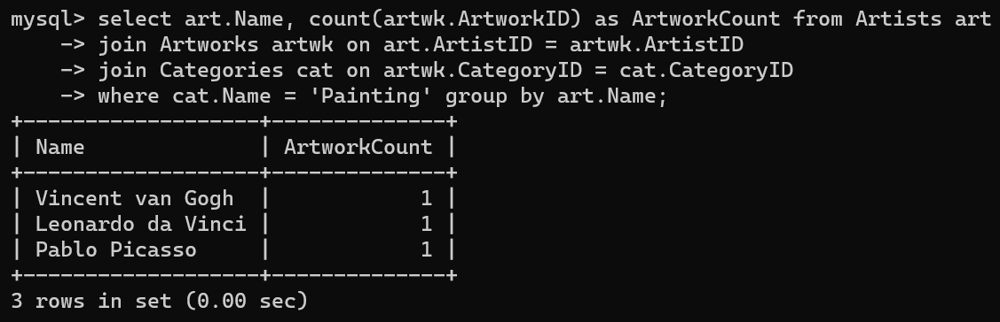 mysql> select art.Name, count(artwk.ArtworkID) as ArtworkCount from Artists art
    -> join Artworks artwk on art.ArtistID = artwk.ArtistID
    -> join Categories cat on artwk.CategoryID = cat.CategoryID
    -> where cat.Name = 'Painting' group by art.Name;
+-------------------+--------------+
| Name              | ArtworkCount |
+-------------------+--------------+
| Vincent van Gogh  |            1 |
| Leonardo da Vinci |            1 |
| Pablo Picasso     |            1 |
+-------------------+--------------+
3 rows in set (0.00 sec)